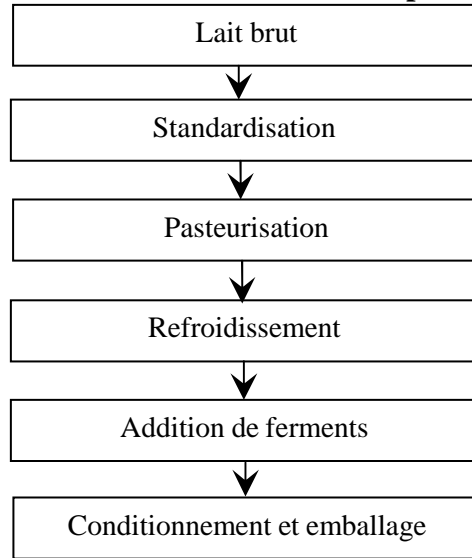 Lait brut
Standardisation
Pasteurisation
Refroidissement
Addition de ferments
Conditionnement et emballage